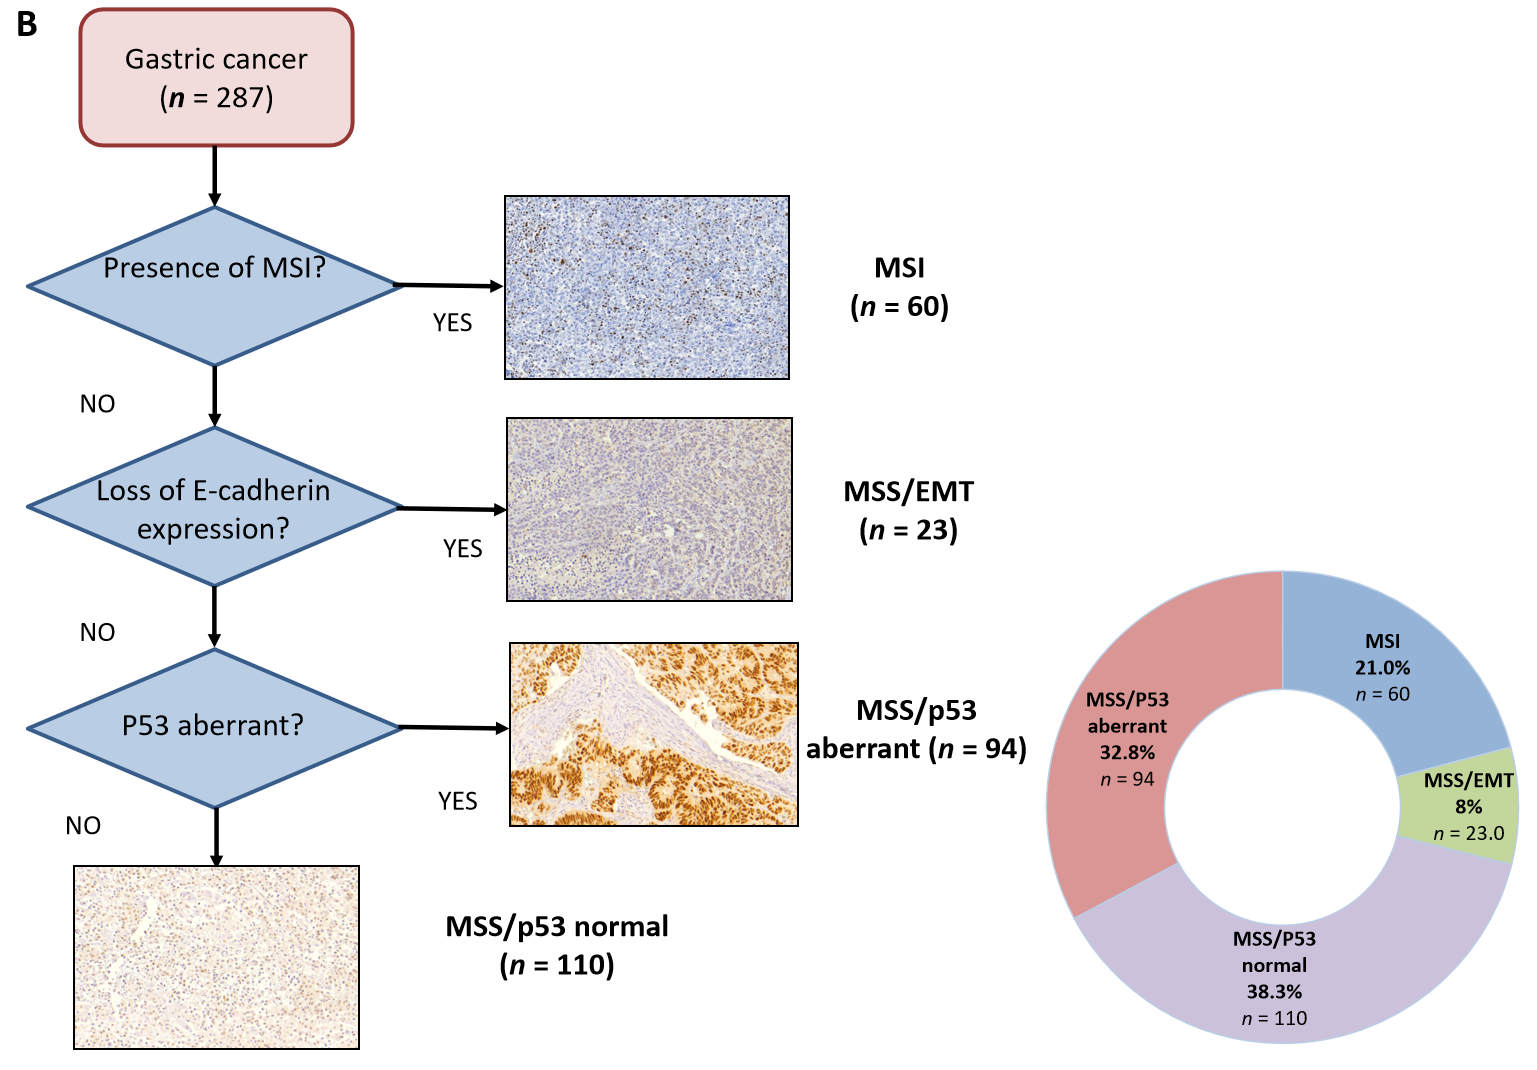 B
Gastric cancer
(n = 287)
Presence of MSI?
YES
MSI
(n = 60)
NO
Loss of E-cadherin
expression?
YES
MSS/EMT
(n = 23)
NO
P53 aberrant?
YES
MSS/p53
aberrant (n = 94)
NO
MSS/p53 normal
(n = 110)
MSI
21.0%
n = 60
MSS/EMT
8%
n = 23.0
MSS/P53
normal
38.3%
n = 110
MSS/P53
aberrant
32.8%
n = 94